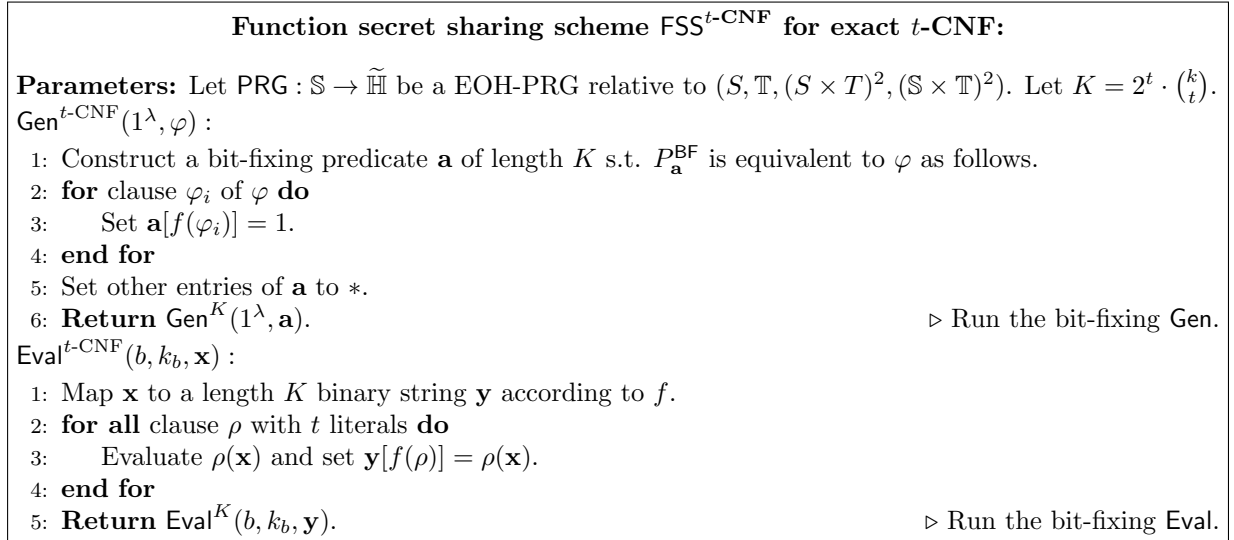 Function secret sharing scheme FSS^{t-CNF} for exact t-CNF:
Parameters: Let PRG : 𝕊 → ℍ̃ be a EOH-PRG relative to (S, 𝕋, (S × T)², (𝕊 × 𝕋)²). Let K = 2^t · \binom{k}{t}.
Gen^{t-CNF}(1^λ, φ) :
1: Construct a bit-fixing predicate a of length K s.t. P_a^{BF} is equivalent to φ as follows.
2: for clause φ_i of φ do
3: Set a[f(φ_i)] = 1.
4: end for
5: Set other entries of a to ∗.
6: Return Gen^K(1^λ, a). ▷ Run the bit-fixing Gen.
Eval^{t-CNF}(b, k_b, x) :
1: Map x to a length K binary string y according to f.
2: for all clause ρ with t literals do
3: Evaluate ρ(x) and set y[f(ρ)] = ρ(x).
4: end for
5: Return Eval^K(b, k_b, y). ▷ Run the bit-fixing Eval.